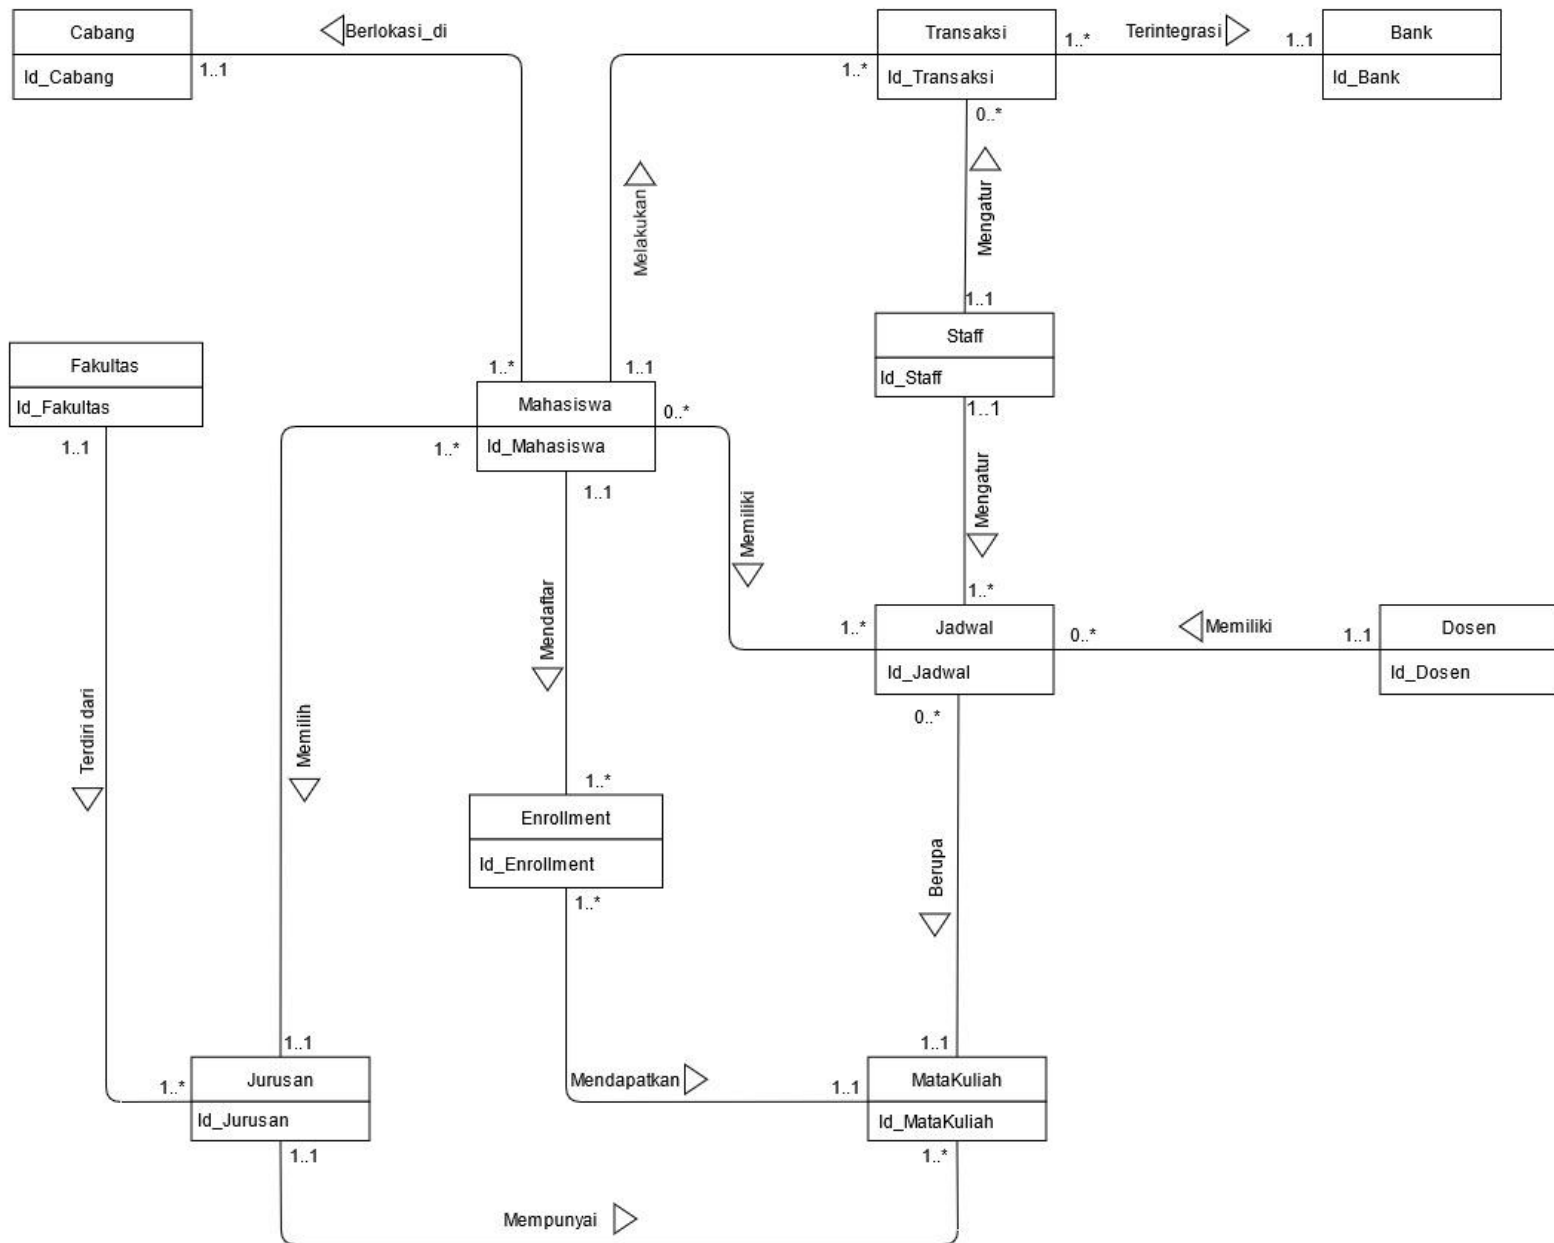 Cabang
Id_Cabang
1..1
Berlokasi_di
1..*
Transaksi
Id_Transaksi
1..*
1..*
Terintegrasi
1..1
Bank
Id_Bank
0..*
Mengatur
1..1
Melakukan
1..1
Staff
Id_Staff
1..1
Mengatur
1..*
Fakultas
Id_Fakultas
1..1
Terdiri dari
1..*
Mahasiswa
Id_Mahasiswa
1..*
0..*
1..1
Memiliki
1..*
Memilih
1..1
Mendaftar
1..*
Jadwal
Id_Jadwal
0..*
Memiliki
1..1
Dosen
Id_Dosen
0..*
Berupa
1..1
Enrollment
Id_Enrollment
1..*
Mendapatkan
1..1
Jurusan
Id_Jurusan
1..1
MataKuliah
Id_MataKuliah
1..*
Mempunyai